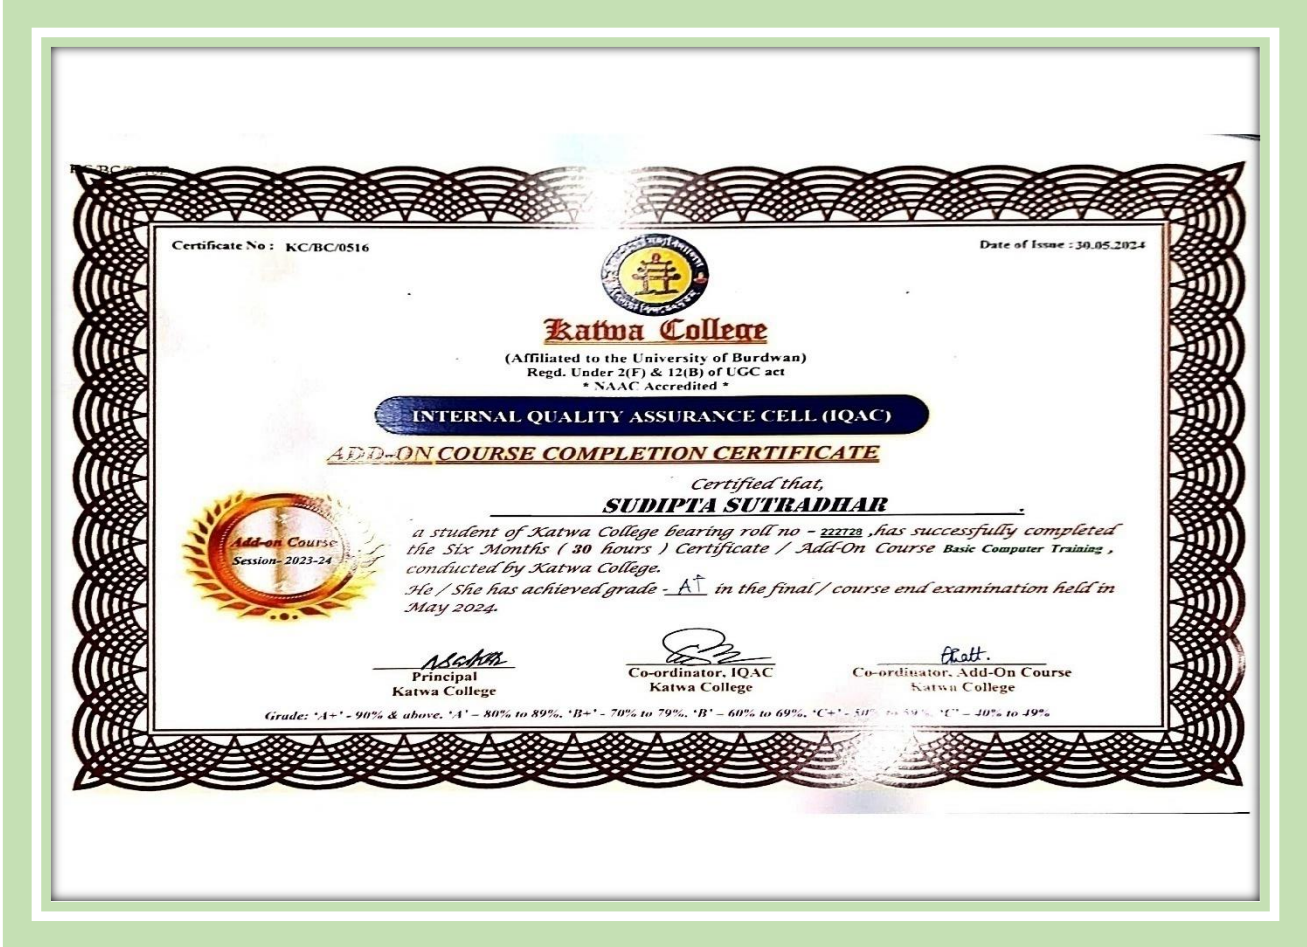 Certificate No : KC/BC/0516
Date of Issue : 30.05.2024
Katwa College
(Affiliated to the University of Burdwan)
Regd. Under 2(F) & 12(B) of UGC act
* NAAC Accredited *
INTERNAL QUALITY ASSURANCE CELL (IQAC)
ADD-ON COURSE COMPLETION CERTIFICATE
Certified that,
SUDIPTA SUTRADHAR .
a student of Katwa College bearing roll no - 222728 ,has successfully completed
the Six Months ( 30 hours ) Certificate / Add-On Course Basic Computer Training ,
conducted by Katwa College.
He / She has achieved grade - A+ in the final / course end examination held in
May 2024.
Add-on Course
Session- 2023-24
Principal
Katwa College
Co-ordinator, IQAC
Katwa College
Co-ordinator, Add-On Course
Katwa College
Grade: 'A+' - 90% & above, 'A' – 80% to 89%, 'B+' - 70% to 79%, 'B' – 60% to 69%, 'C+' - 50% to 59%, 'C' – 40% to 49%